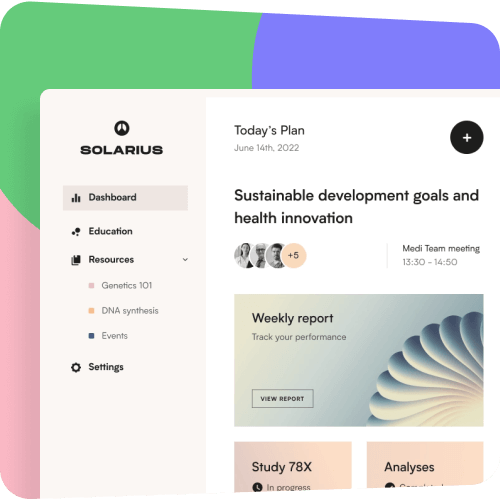 SOLARIUS
Dashboard
Education
Resources
Genetics 101
DNA synthesis
Events
Settings
Today's Plan
June 14th, 2022
+
Sustainable development goals and
health innovation
+5
Medi Team meeting
13:30 - 14:50
Weekly report
Track your performance
VIEW REPORT
Study 78X
In progress
Analyses
Completed